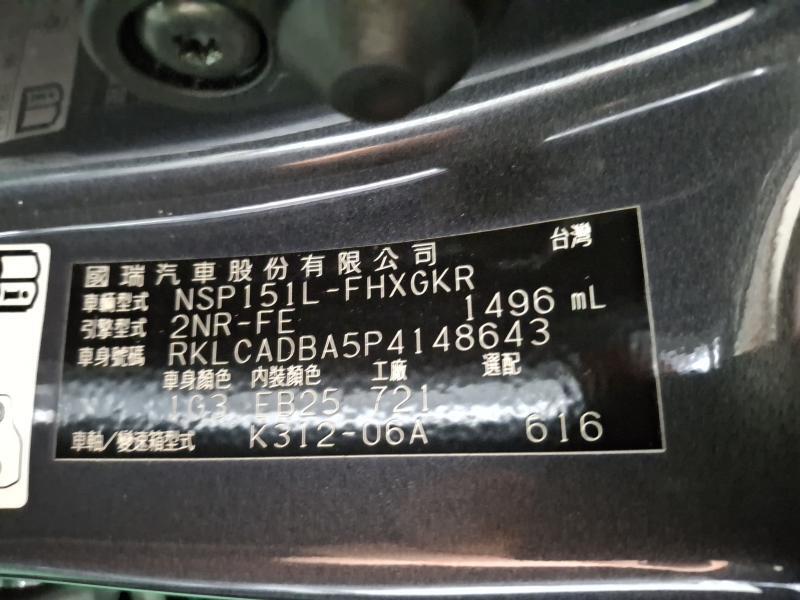 台灣
國瑞汽車股份有限公司
車輛型式 NSP151L-FHXGKR
引擎型式 2NR-FE 1496 mL
車身號碼 RKLCADBA5P4148643
車身顏色 內裝顏色 工廠 選配
1G3 EB25 721
車軸/變速箱型式 K312-06A 616